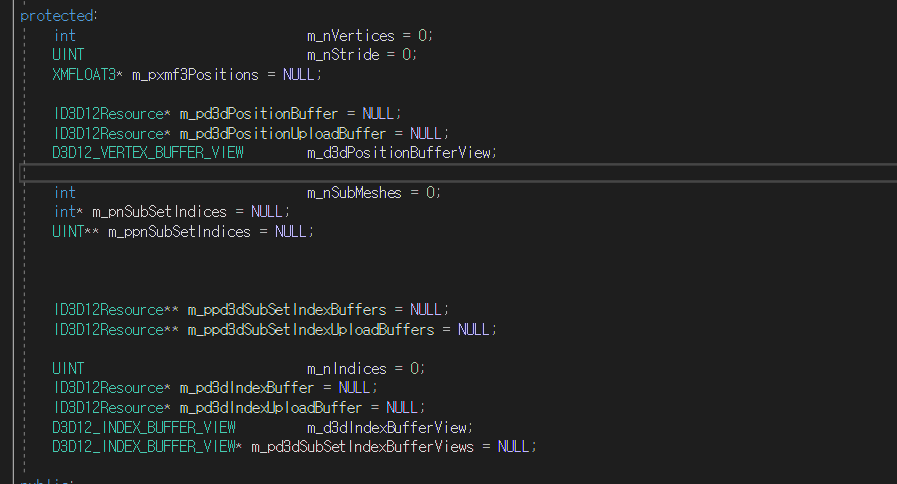 protected:
int m_nVertices = 0;
UINT m_nStride = 0;
XMFLOAT3* m_pxmf3Positions = NULL;
ID3D12Resource* m_pd3dPositionBuffer = NULL;
ID3D12Resource* m_pd3dPositionUploadBuffer = NULL;
D3D12_VERTEX_BUFFER_VIEW m_d3dPositionBufferView;
int m_nSubMeshes = 0;
int* m_pnSubSetIndices = NULL;
UINT** m_ppnSubSetIndices = NULL;
ID3D12Resource** m_ppd3dSubSetIndexBuffers = NULL;
ID3D12Resource** m_ppd3dSubSetIndexUploadBuffers = NULL;
UINT m_nIndices = 0;
ID3D12Resource* m_pd3dIndexBuffer = NULL;
ID3D12Resource* m_pd3dIndexUploadBuffer = NULL;
D3D12_INDEX_BUFFER_VIEW m_d3dIndexBufferView;
D3D12_INDEX_BUFFER_VIEW* m_pd3dSubSetIndexBufferViews = NULL;